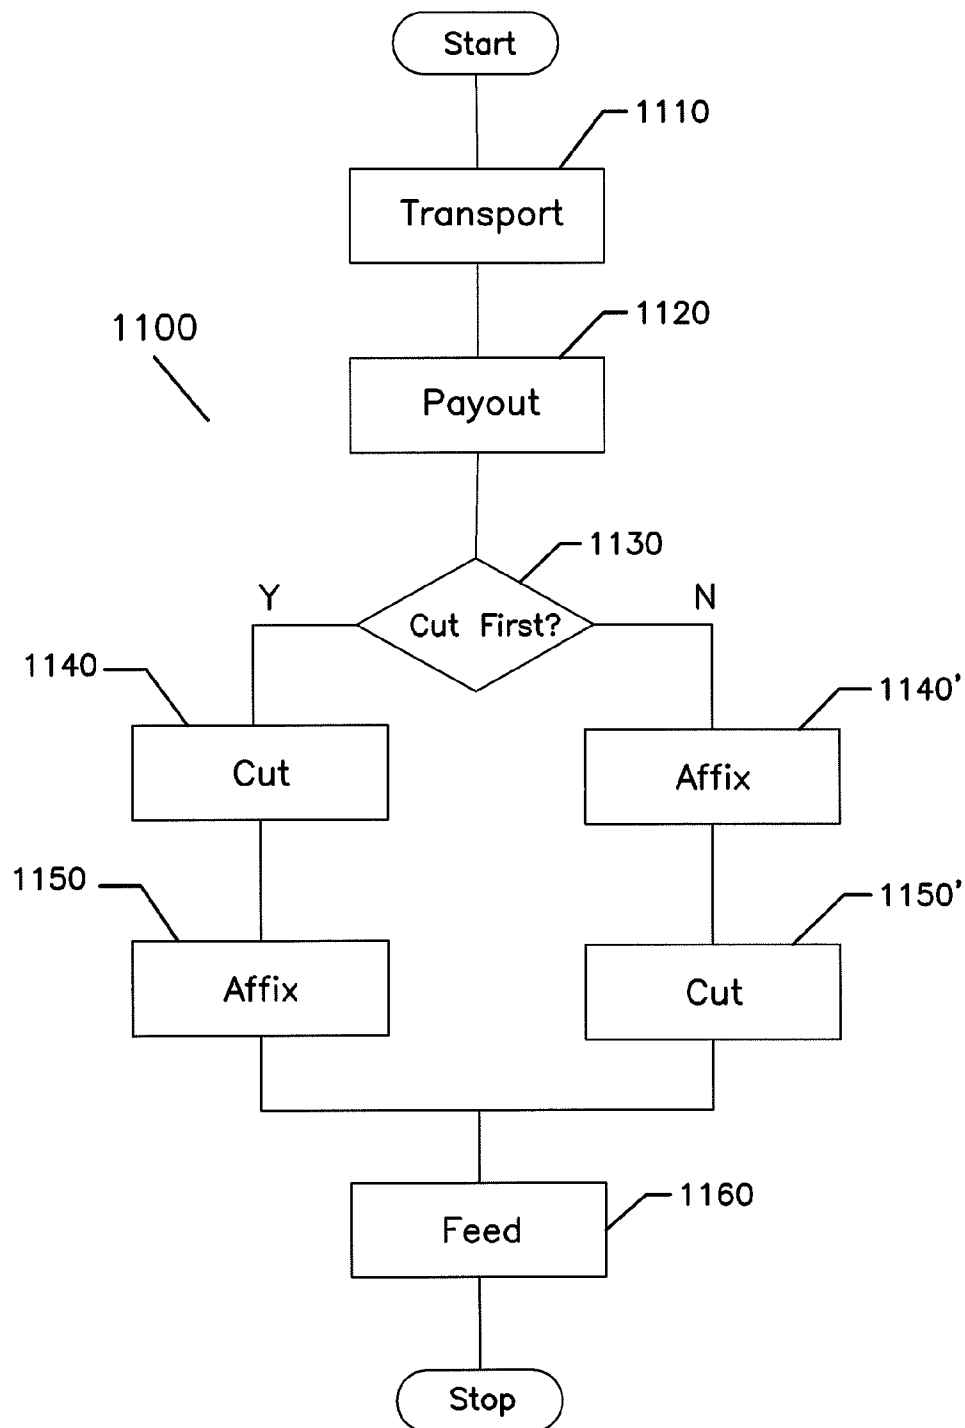 Start
1110
Transport
1120
1100
Payout
1130
Y
N
Cut First?
1140
1140'
Cut
Affix
1150
1150'
Affix
Cut
1160
Feed
Stop